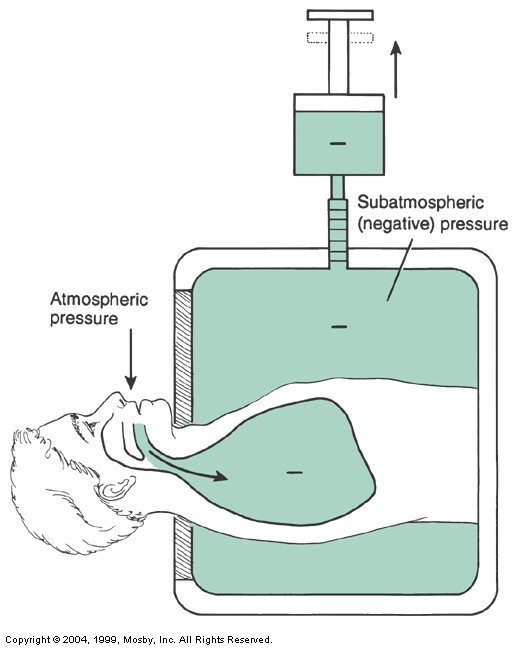 Subatmospheric
(negative) pressure
Atmospheric
pressure
Copyright © 2004, 1999, Mosby, Inc. All Rights Reserved.